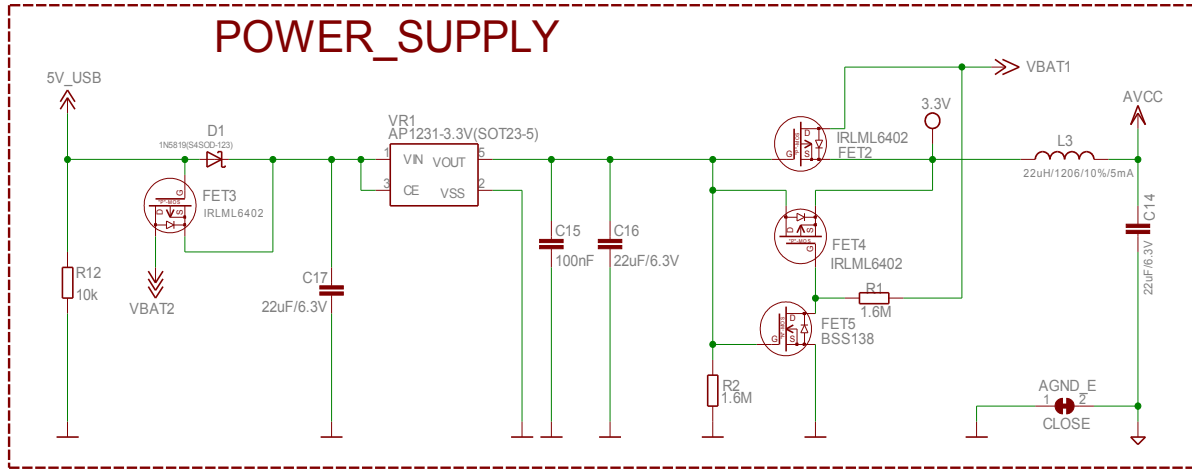 POWER_SUPPLY
5V_USB
VBAT1
3.3V
AVCC
D1
1N5819(S4SOD-123)
VR1
AP1231-3.3V(SOT23-5)
1
VIN
VOUT
5
3
CE
VSS
2
D
S
G
IRLML6402
FET2
L3
22uH/1206/10%/5mA
G
"P"-MOS
D
S
FET3
IRLML6402
D
S
"P"-MOS
G
FET4
IRLML6402
C14
22uF/6.3V
C15
100nF
C16
22uF/6.3V
R12
10k
VBAT2
C17
22uF/6.3V
R1
1.6M
D
G
S
FET5
BSS138
R2
1.6M
AGND_E
1
2
CLOSE